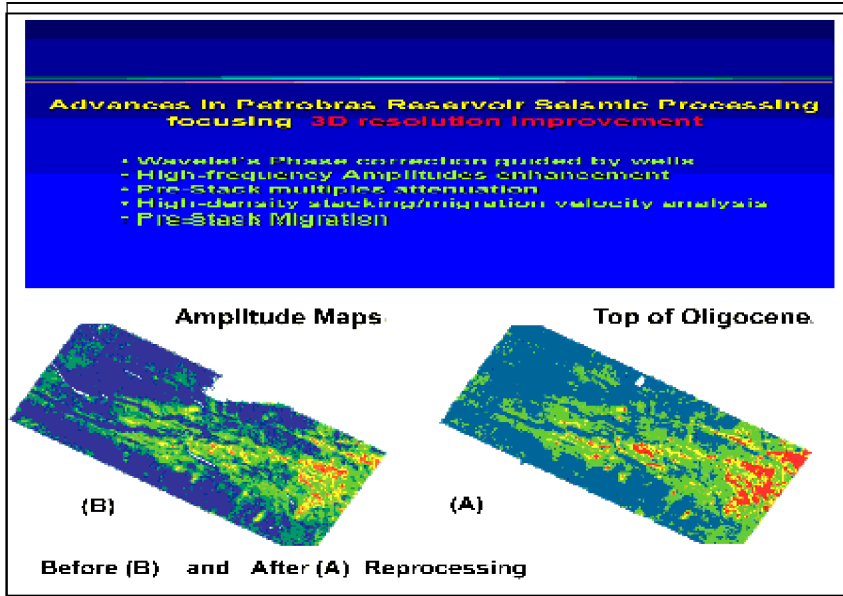 Advances in Petrobras Reservoir Seismic Processing
focusing 3D resolution improvement
• Wavelet's Phase correction guided by wells
• High-frequency Amplitudes enhancement
• Pre-Stack multiples attenuation
• High-density stacking/migration velocity analysis
• Pre-Stack Migration
Amplitude Maps
Top of Oligocene.
(B)
(A)
Before (B) and After (A) Reprocessing